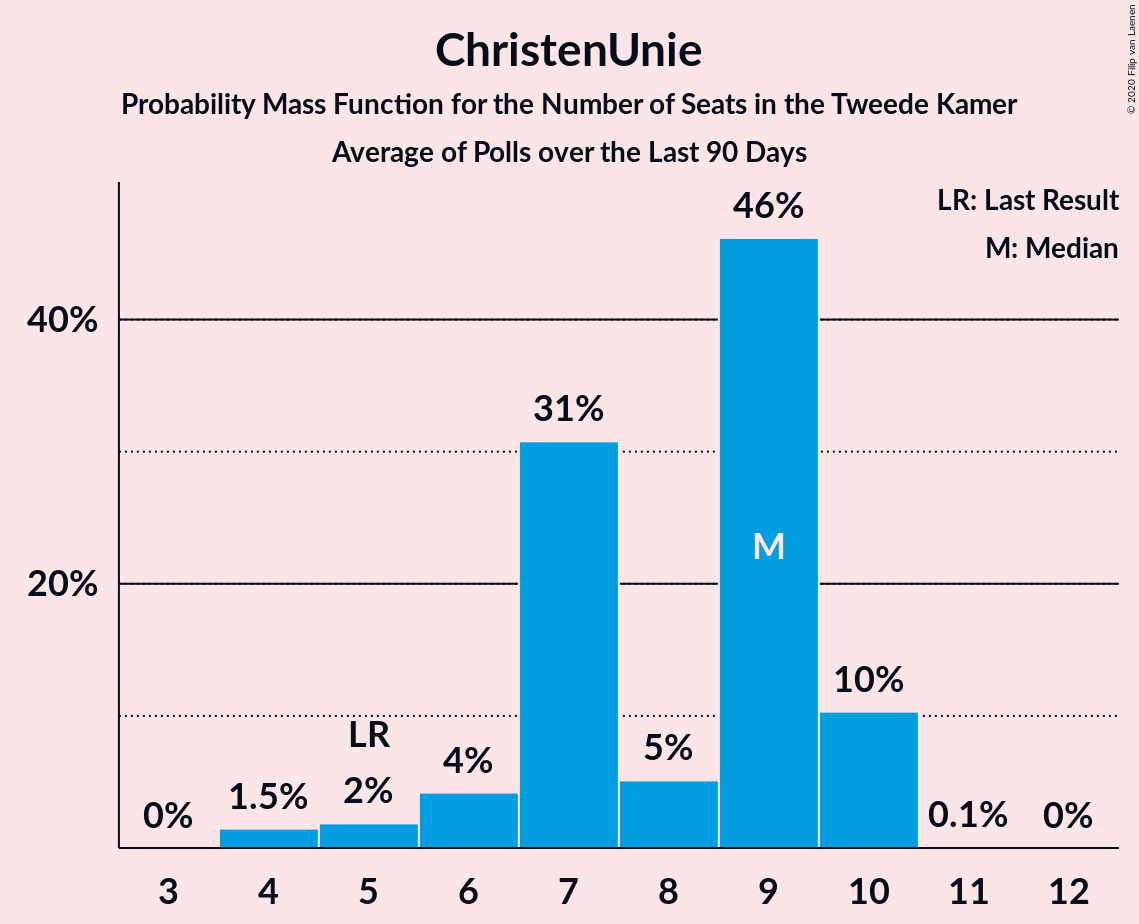 ChristenUnie
Probability Mass Function for the Number of Seats in the Tweede Kamer
Average of Polls over the Last 90 Days
© 2020 Filip van Laenen
LR: Last Result
M: Median
46%
40%
31%
M
20%
10%
LR
5%
4%
2%
1.5%
0%
0.1%
0%
3 4 5 6 7 8 9 10 11 12